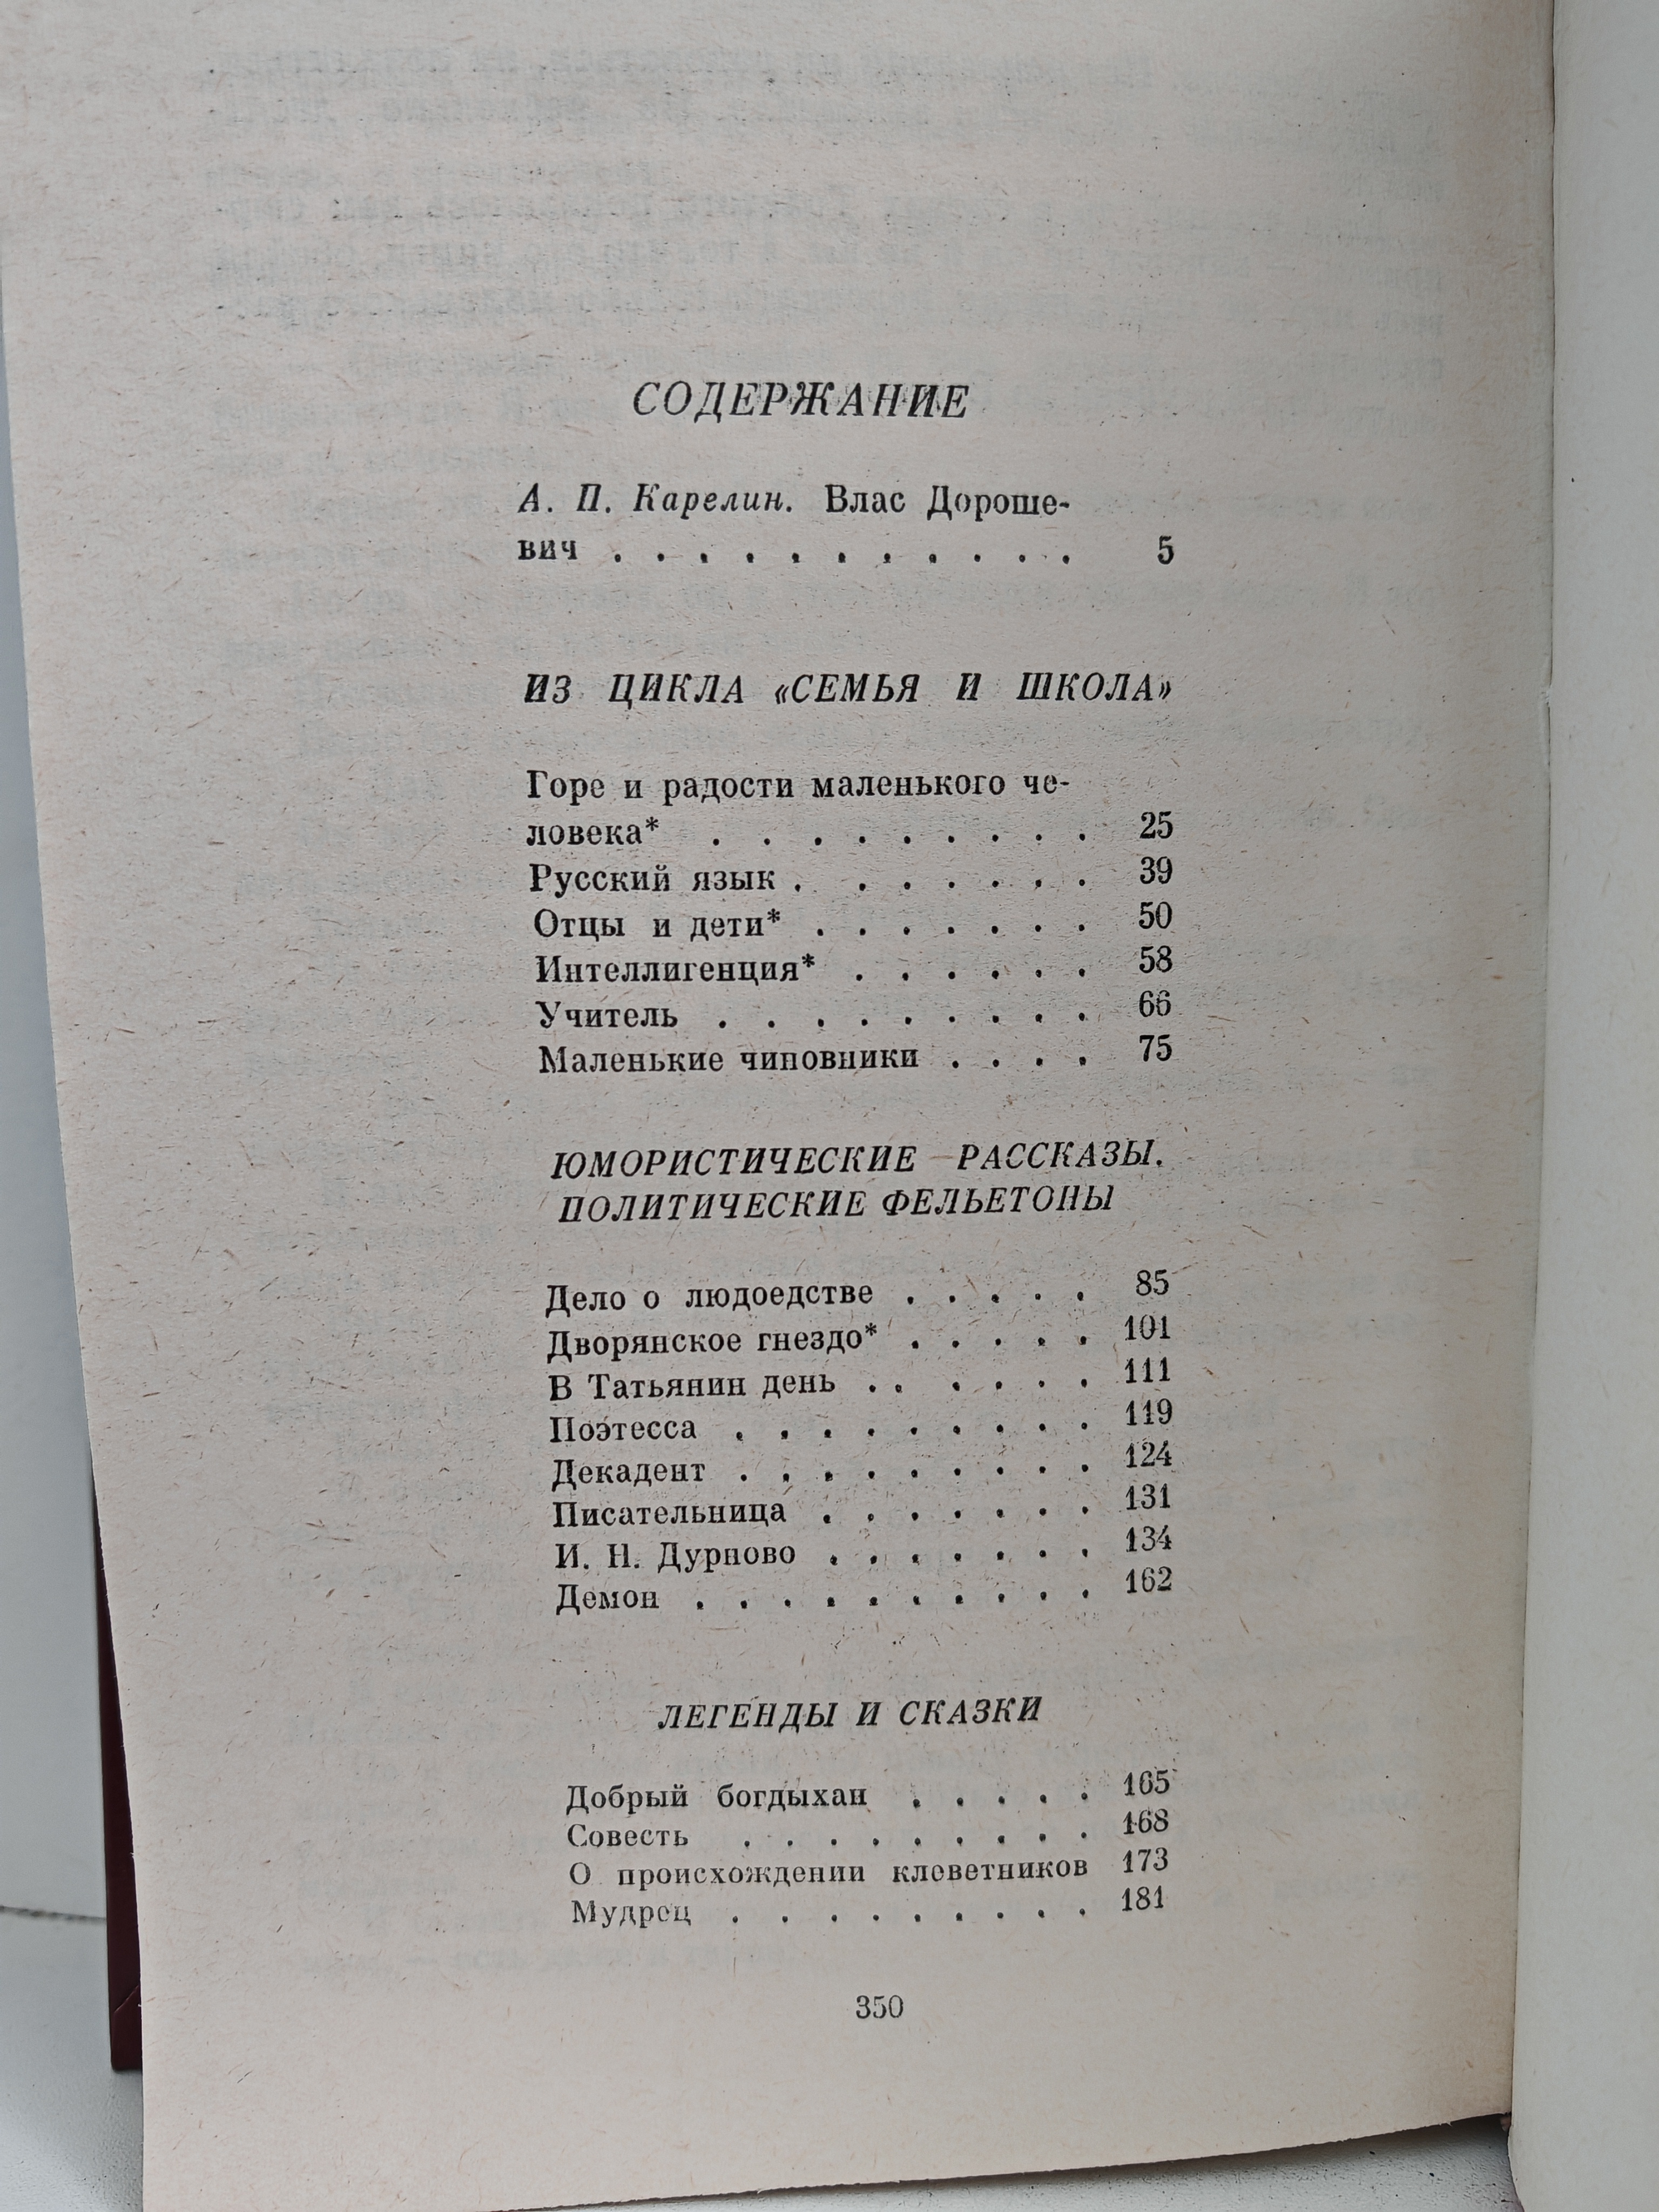 СОДЕРЖАНИЕ
А. П. Карелин. Влас Дороше-
вич . . . . . . . . . . . 5
ИЗ ЦИКЛА «СЕМЬЯ И ШКОЛА»
Горе и радости маленького че-
ловека* . . . . . . . . . 25
Русский язык . . . . . . . 39
Отцы и дети* . . . . . . . 50
Интеллигенция* . . . . . . 58
Учитель . . . . . . . . . 66
Маленькие чиновники . . . . 75
ЮМОРИСТИЧЕСКИЕ РАССКАЗЫ.
ПОЛИТИЧЕСКИЕ ФЕЛЬЕТОНЫ
Дело о людоедстве . . . . . 85
Дворянское гнездо* . . . . . 101
В Татьянин день . . . . . . 111
Поэтесса . . . . . . . . . 119
Декадент . . . . . . . . . 124
Писательница . . . . . . . 131
И. Н. Дурново . . . . . . . 134
Демон . . . . . . . . . . 162
ЛЕГЕНДЫ И СКАЗКИ
Добрый богдыхан . . . . . 165
Совесть . . . . . . . . . 168
О происхождении клеветников 173
Мудрец . . . . . . . . . 181
350